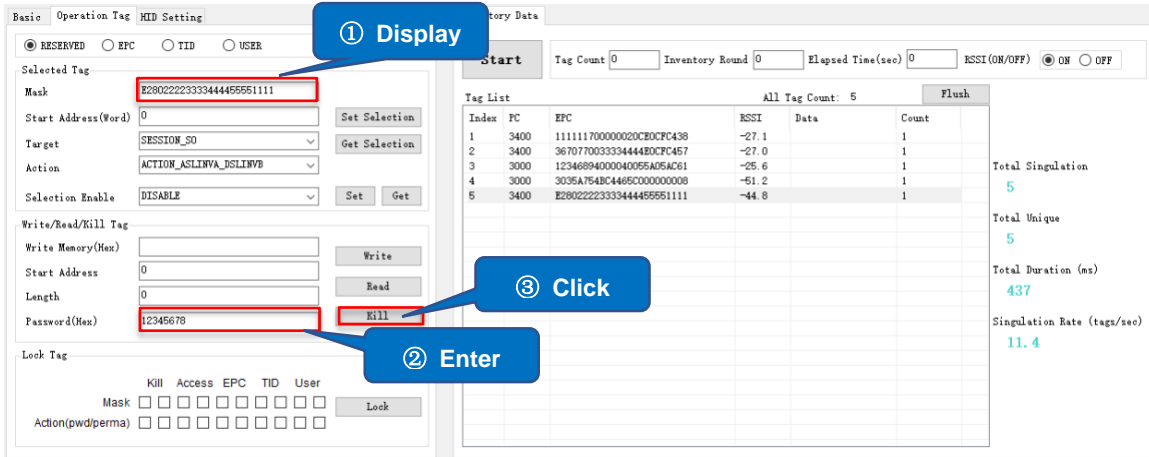 Basic Operation Tag HID Setting
RESERVED EPC TID USER
① Display
Selected Tag
Mask E28022223333444455551111
Start Address(Word) 0 Set Selection
Target SESSION_SO Get Selection
Action ACTION_ASLINVA_DSLINVB
Selection Enable DISABLE Set Get
Write/Read/Kill Tag
Write Memory(Hex) Write
Start Address 0
Length 0 Read
Password(Hex) 12345678 Kill
② Enter
③ Click
Lock Tag
Kill Access EPC TID User
Mask Lock
Action(pwd/perma)
tory Data
Start Tag Count 0 Inventory Round 0 Elapsed Time(sec) 0 RSSI(ON/OFF) ON OFF
Tag List All Tag Count: 5 Flush
Index PC EPC RSSI Data Count
1 3400 111111700000020CE0CFC438 -27.1 1
2 3400 3670770033334444E0CFC457 -27.0 1
3 3000 12346894000040055A05AC61 -25.6 1
4 3000 3035A754BC4465C000000008 -51.2 1
5 3400 E28022223333444455551111 -44.8 1
Total Singulation
5
Total Unique
5
Total Duration (ms)
437
Singulation Rate (tags/sec)
11.4